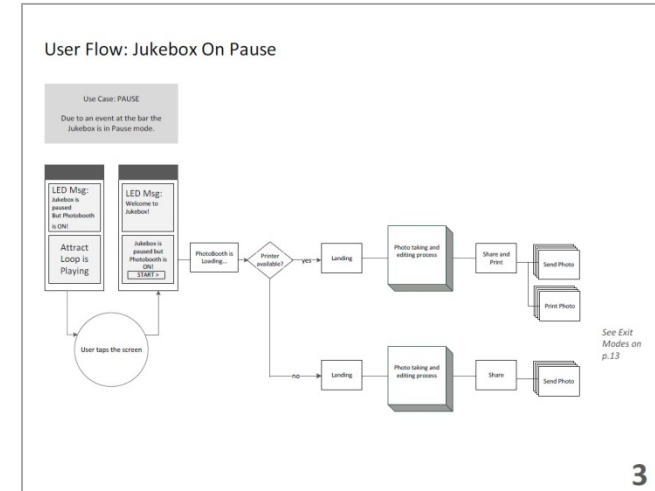 User Flow: Jukebox On Pause
Use Case: PAUSE
Due to an event at the bar the
Jukebox is in Pause mode.
LED Msg:
Jukebox is
paused
But Photobooth
is ON!
Attract
Loop is
Playing
LED Msg:
Welcome to
Jukebox!
Jukebox is
paused but
Photobooth is
ON!
START >
User taps the screen
PhotoBooth is
Loading...
Printer
available?
yes
Landing
Photo taking and
editing process
Share and
Print
Send Photo
Print Photo
no
Landing
Photo taking and
editing process
Share
Send Photo
See Exit
Modes on
p.13
3